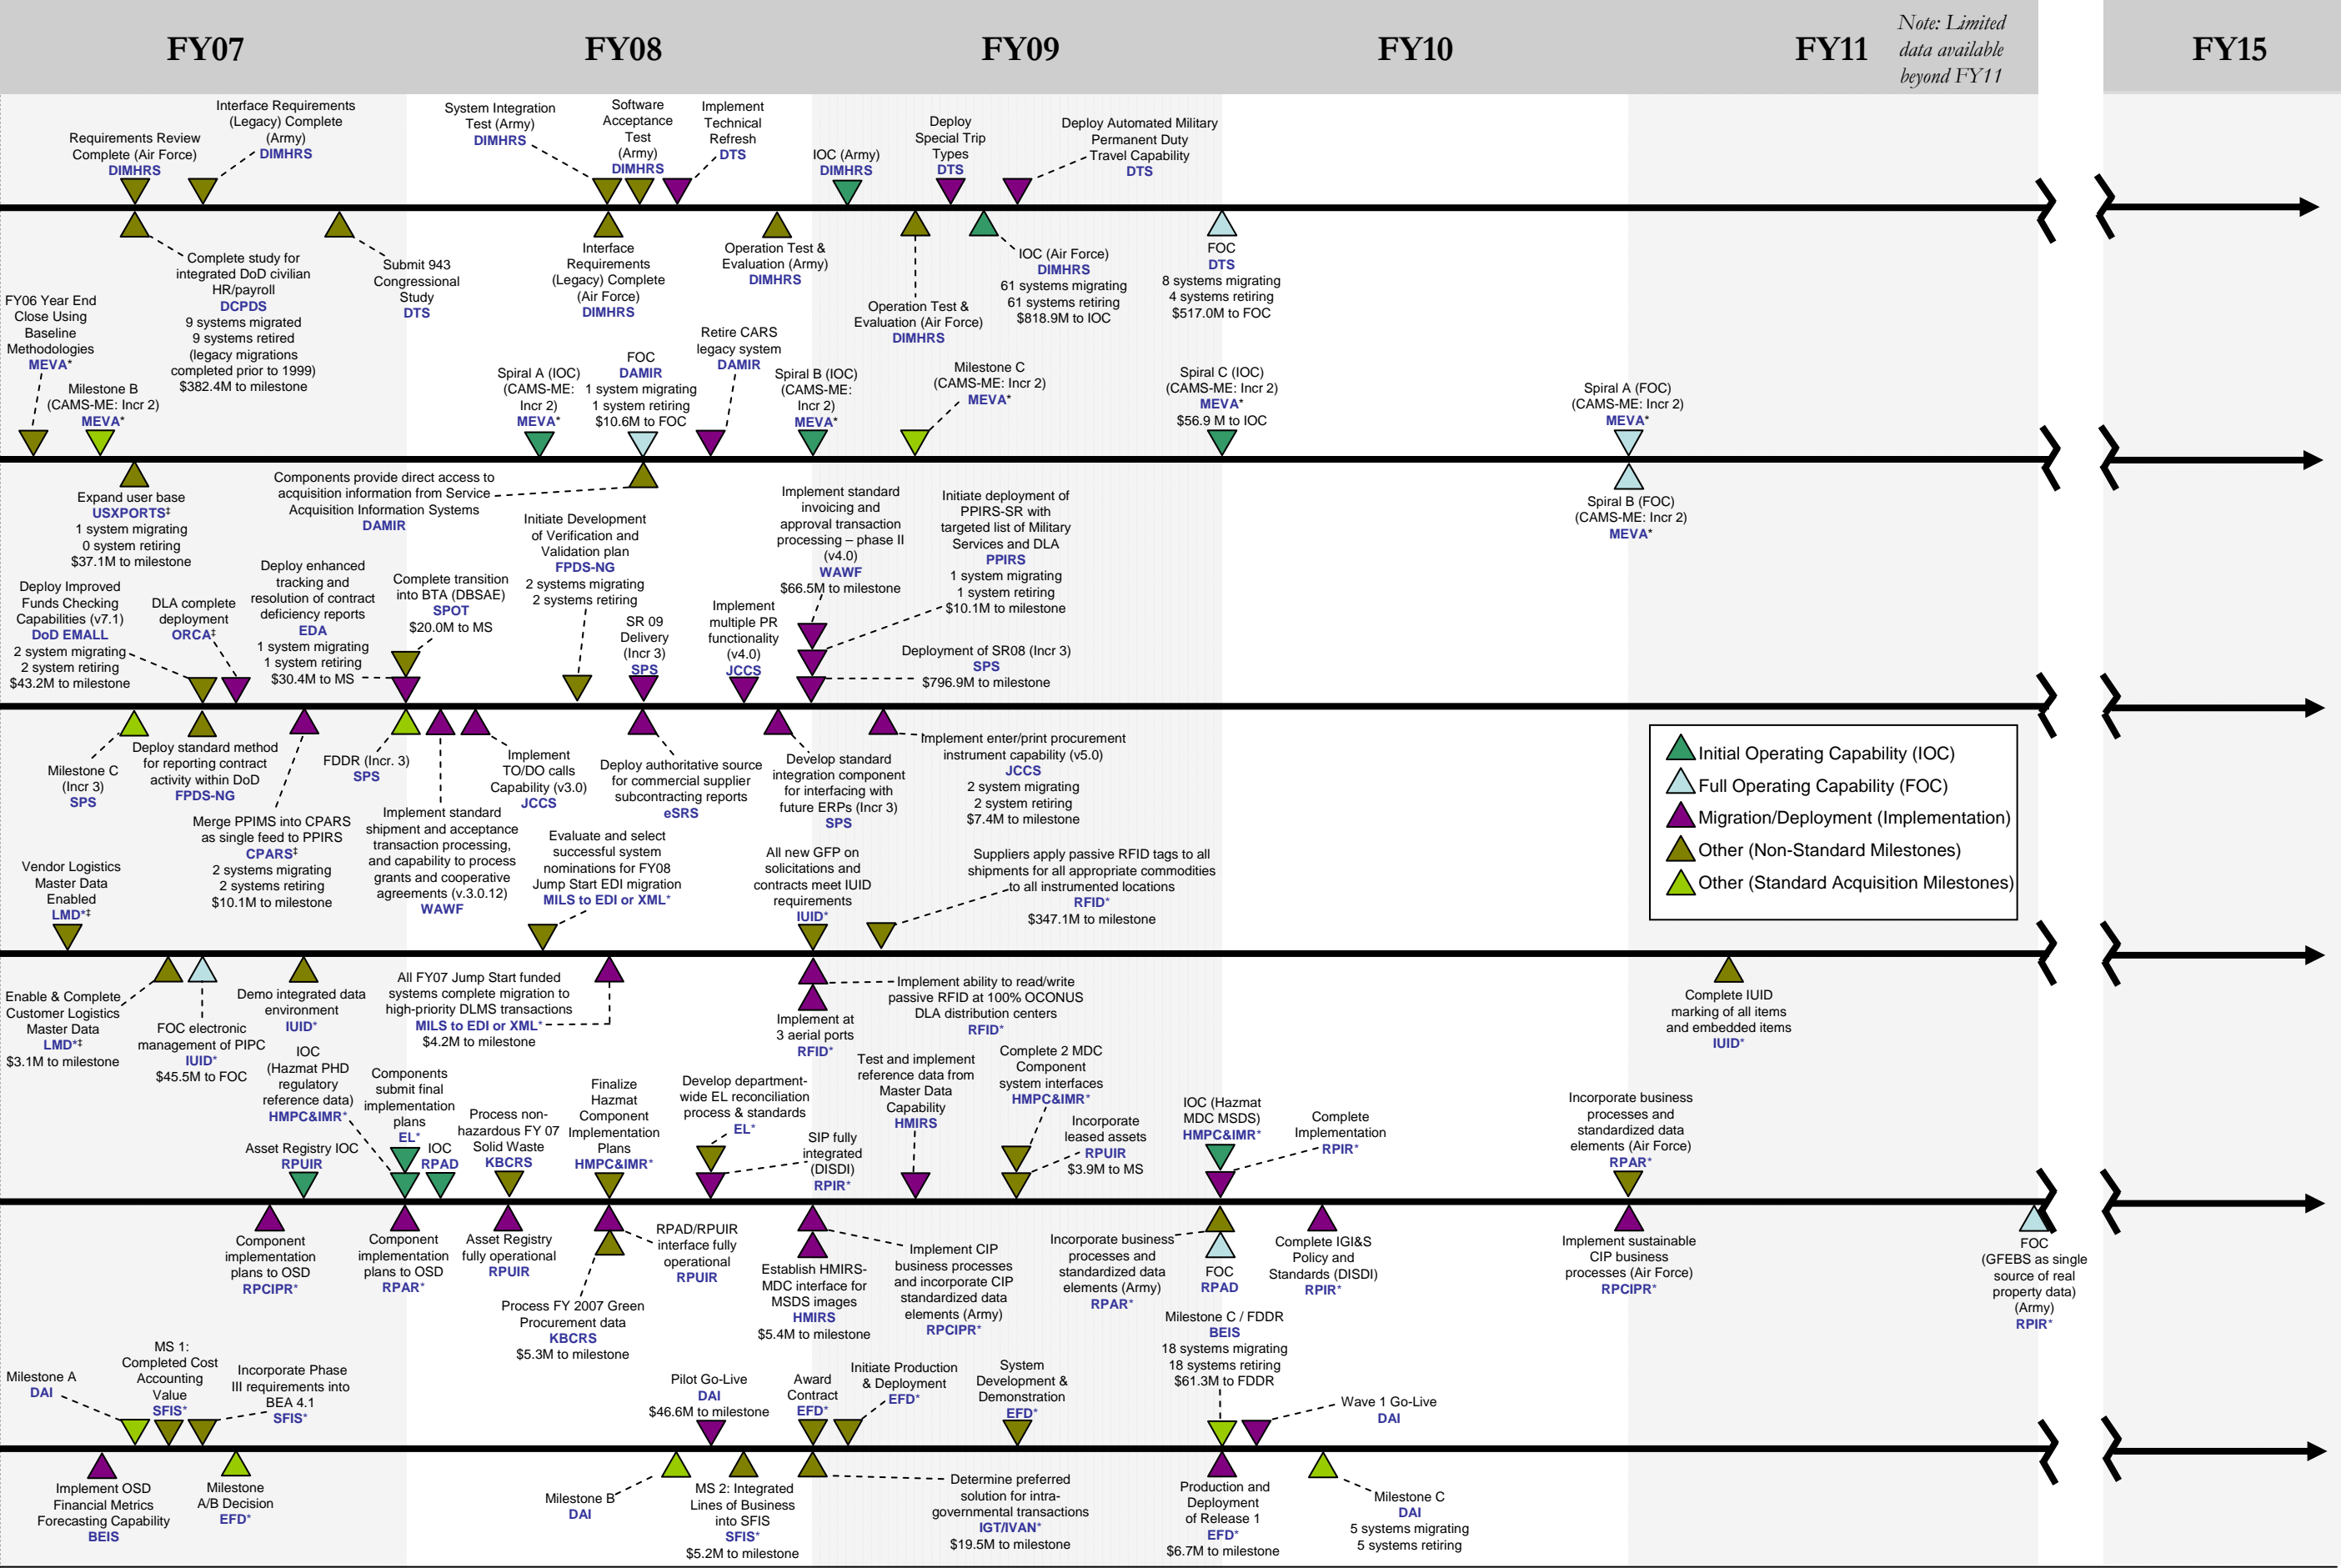 FY07
FY08
FY09
FY10
FY11
Note: Limited
data available
beyond FY11
FY15
Requirements Review
Complete (Air Force)
DIMHRS
Interface Requirements
(Legacy) Complete
(Army)
DIMHRS
System Integration
Test (Army)
DIMHRS
Software
Acceptance
Test
(Army)
DIMHRS
Implement
Technical
Refresh
DTS
IOC (Army)
DIMHRS
Deploy
Special Trip
Types
DTS
Deploy Automated Military
Permanent Duty
Travel Capability
DTS
Complete study for
integrated DoD civilian
HR/payroll
DCPDS
9 systems migrated
9 systems retired
(legacy migrations
completed prior to 1999)
$382.4M to milestone
Submit 943
Congressional
Study
DTS
Interface
Requirements
(Legacy) Complete
(Air Force)
DIMHRS
Operation Test &
Evaluation (Army)
DIMHRS
Operation Test &
Evaluation (Air Force)
DIMHRS
IOC (Air Force)
DIMHRS
61 systems migrating
61 systems retiring
$818.9M to IOC
FOC
DTS
8 systems migrating
4 systems retiring
$517.0M to FOC
FY06 Year End
Close Using
Baseline
Methodologies
MEVA*
Milestone B
(CAMS-ME: Incr 2)
MEVA*
Spiral A (IOC)
(CAMS-ME:
Incr 2)
MEVA*
FOC
DAMIR
1 system migrating
1 system retiring
$10.6M to FOC
Retire CARS
legacy system
DAMIR
Spiral B (IOC)
(CAMS-ME:
Incr 2)
MEVA*
Milestone C
(CAMS-ME: Incr 2)
MEVA*
Spiral C (IOC)
(CAMS-ME: Incr 2)
MEVA*
$56.9 M to IOC
Spiral A (FOC)
(CAMS-ME: Incr 2)
MEVA*
Expand user base
USXPORTS‡
1 system migrating
0 system retiring
$37.1M to milestone
Components provide direct access to
acquisition information from Service
Acquisition Information Systems
DAMIR
Spiral B (FOC)
(CAMS-ME: Incr 2)
MEVA*
Deploy Improved
Funds Checking
Capabilities (v7.1)
DoD EMALL
2 system migrating
2 system retiring
$43.2M to milestone
DLA complete
deployment
ORCA‡
Deploy enhanced
tracking and
resolution of contract
deficiency reports
EDA
1 system migrating
1 system retiring
$30.4M to MS
Complete transition
into BTA (DBSAE)
SPOT
$20.0M to MS
Initiate Development
of Verification and
Validation plan
FPDS-NG
2 systems migrating
2 systems retiring
SR 09
Delivery
(Incr 3)
SPS
Implement
multiple PR
functionality
(v4.0)
JCCS
Implement standard
invoicing and
approval transaction
processing – phase II
(v4.0)
WAWF
$66.5M to milestone
Initiate deployment of
PPIRS-SR with
targeted list of Military
Services and DLA
PPIRS
1 system migrating
1 system retiring
$10.1M to milestone
Deployment of SR08 (Incr 3)
SPS
$796.9M to milestone
Milestone C
(Incr 3)
SPS
Deploy standard method
for reporting contract
activity within DoD
FPDS-NG
Merge PPIMS into CPARS
as single feed to PPIRS
CPARS‡
2 systems migrating
2 systems retiring
$10.1M to milestone
FDDR (Incr. 3)
SPS
Implement standard
shipment and acceptance
transaction processing,
and capability to process
grants and cooperative
agreements (v.3.0.12)
WAWF
Implement
TO/DO calls
Capability (v3.0)
JCCS
Deploy authoritative source
for commercial supplier
subcontracting reports
eSRS
Develop standard
integration component
for interfacing with
future ERPs (Incr 3)
SPS
Implement enter/print procurement
instrument capability (v5.0)
JCCS
2 system migrating
2 system retiring
$7.4M to milestone
Initial Operating Capability (IOC)
Full Operating Capability (FOC)
Migration/Deployment (Implementation)
Other (Non-Standard Milestones)
Other (Standard Acquisition Milestones)
Vendor Logistics
Master Data
Enabled
LMD*‡
Evaluate and select
successful system
nominations for FY08
Jump Start EDI migration
MILS to EDI or XML*
All new GFP on
solicitations and
contracts meet IUID
requirements
IUID*
Suppliers apply passive RFID tags to all
shipments for all appropriate commodities
to all instrumented locations
RFID*
$347.1M to milestone
Enable & Complete
Customer Logistics
Master Data
LMD*‡
$3.1M to milestone
FOC electronic
management of PIPC
IUID*
$45.5M to FOC
Demo integrated data
environment
IUID*
All FY07 Jump Start funded
systems complete migration to
high-priority DLMS transactions
MILS to EDI or XML*
$4.2M to milestone
Implement at
3 aerial ports
RFID*
Implement ability to read/write
passive RFID at 100% OCONUS
DLA distribution centers
RFID*
Complete IUID
marking of all items
and embedded items
IUID*
Asset Registry IOC
RPUIR
IOC
(Hazmat PHD
regulatory
reference data)
HMPC&IMR*
Components
submit final
implementation
plans
EL*
IOC
RPAD
Process non-
hazardous FY 07
Solid Waste
KBCRS
Finalize
Hazmat
Component
Implementation
Plans
HMPC&IMR*
Develop department-
wide EL reconciliation
process & standards
EL*
SIP fully
integrated
(DISDI)
RPIR*
Test and implement
reference data from
Master Data
Capability
HMIRS
Complete 2 MDC
Component
system interfaces
HMPC&IMR*
Incorporate
leased assets
RPUIR
$3.9M to MS
IOC (Hazmat
MDC MSDS)
HMPC&IMR*
Complete
Implementation
RPIR*
Incorporate business
processes and
standardized data
elements (Air Force)
RPAR*
Component
implementation
plans to OSD
RPCIPR*
Component
implementation
plans to OSD
RPAR*
Asset Registry
fully operational
RPUIR
Process FY 2007 Green
Procurement data
KBCRS
$5.3M to milestone
RPAD/RPUIR
interface fully
operational
RPUIR
Establish HMIRS-
MDC interface for
MSDS images
HMIRS
$5.4M to milestone
Implement CIP
business processes
and incorporate CIP
standardized data
elements (Army)
RPCIPR*
Incorporate business
processes and
standardized data
elements (Army)
RPAR*
FOC
RPAD
Complete IGI&S
Policy and
Standards (DISDI)
RPIR*
Implement sustainable
CIP business
processes (Air Force)
RPCIPR*
FOC
(GFEBS as single
source of real
property data)
(Army)
RPIR*
Milestone A
DAI
MS 1:
Completed Cost
Accounting
Value
SFIS*
Incorporate Phase
III requirements into
BEA 4.1
SFIS*
Pilot Go-Live
DAI
$46.6M to milestone
Award
Contract
EFD*
Initiate Production
& Deployment
EFD*
System
Development &
Demonstration
EFD*
Milestone C / FDDR
BEIS
18 systems migrating
18 systems retiring
$61.3M to FDDR
Wave 1 Go-Live
DAI
Implement OSD
Financial Metrics
Forecasting Capability
BEIS
Milestone
A/B Decision
EFD*
Milestone B
DAI
MS 2: Integrated
Lines of Business
into SFIS
SFIS*
$5.2M to milestone
Determine preferred
solution for intra-
governmental transactions
IGT/IVAN*
$19.5M to milestone
Production and
Deployment
of Release 1
EFD*
$6.7M to milestone
Milestone C
DAI
5 systems migrating
5 systems retiring